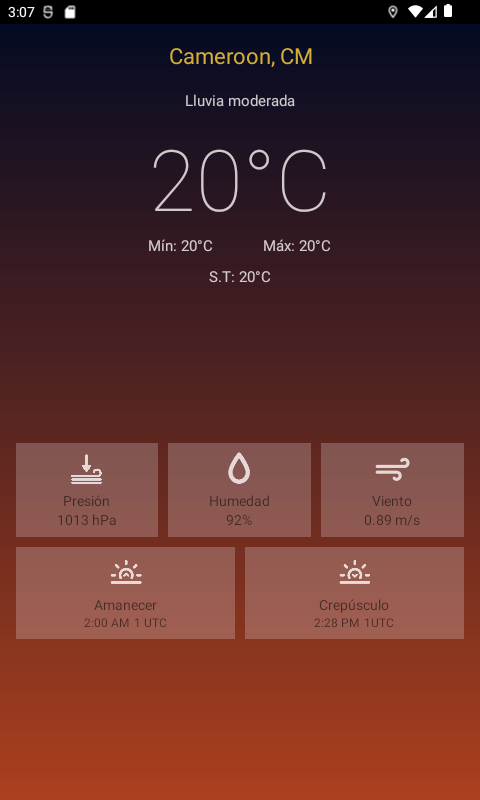 3:07
Cameroon, CM
Lluvia moderada
20°C
Mín: 20°C Máx: 20°C
S.T: 20°C
Presión Humedad Viento
1013 hPa 92% 0.89 m/s
Amanecer Crepúsculo
2:00 AM 1 UTC 2:28 PM 1UTC